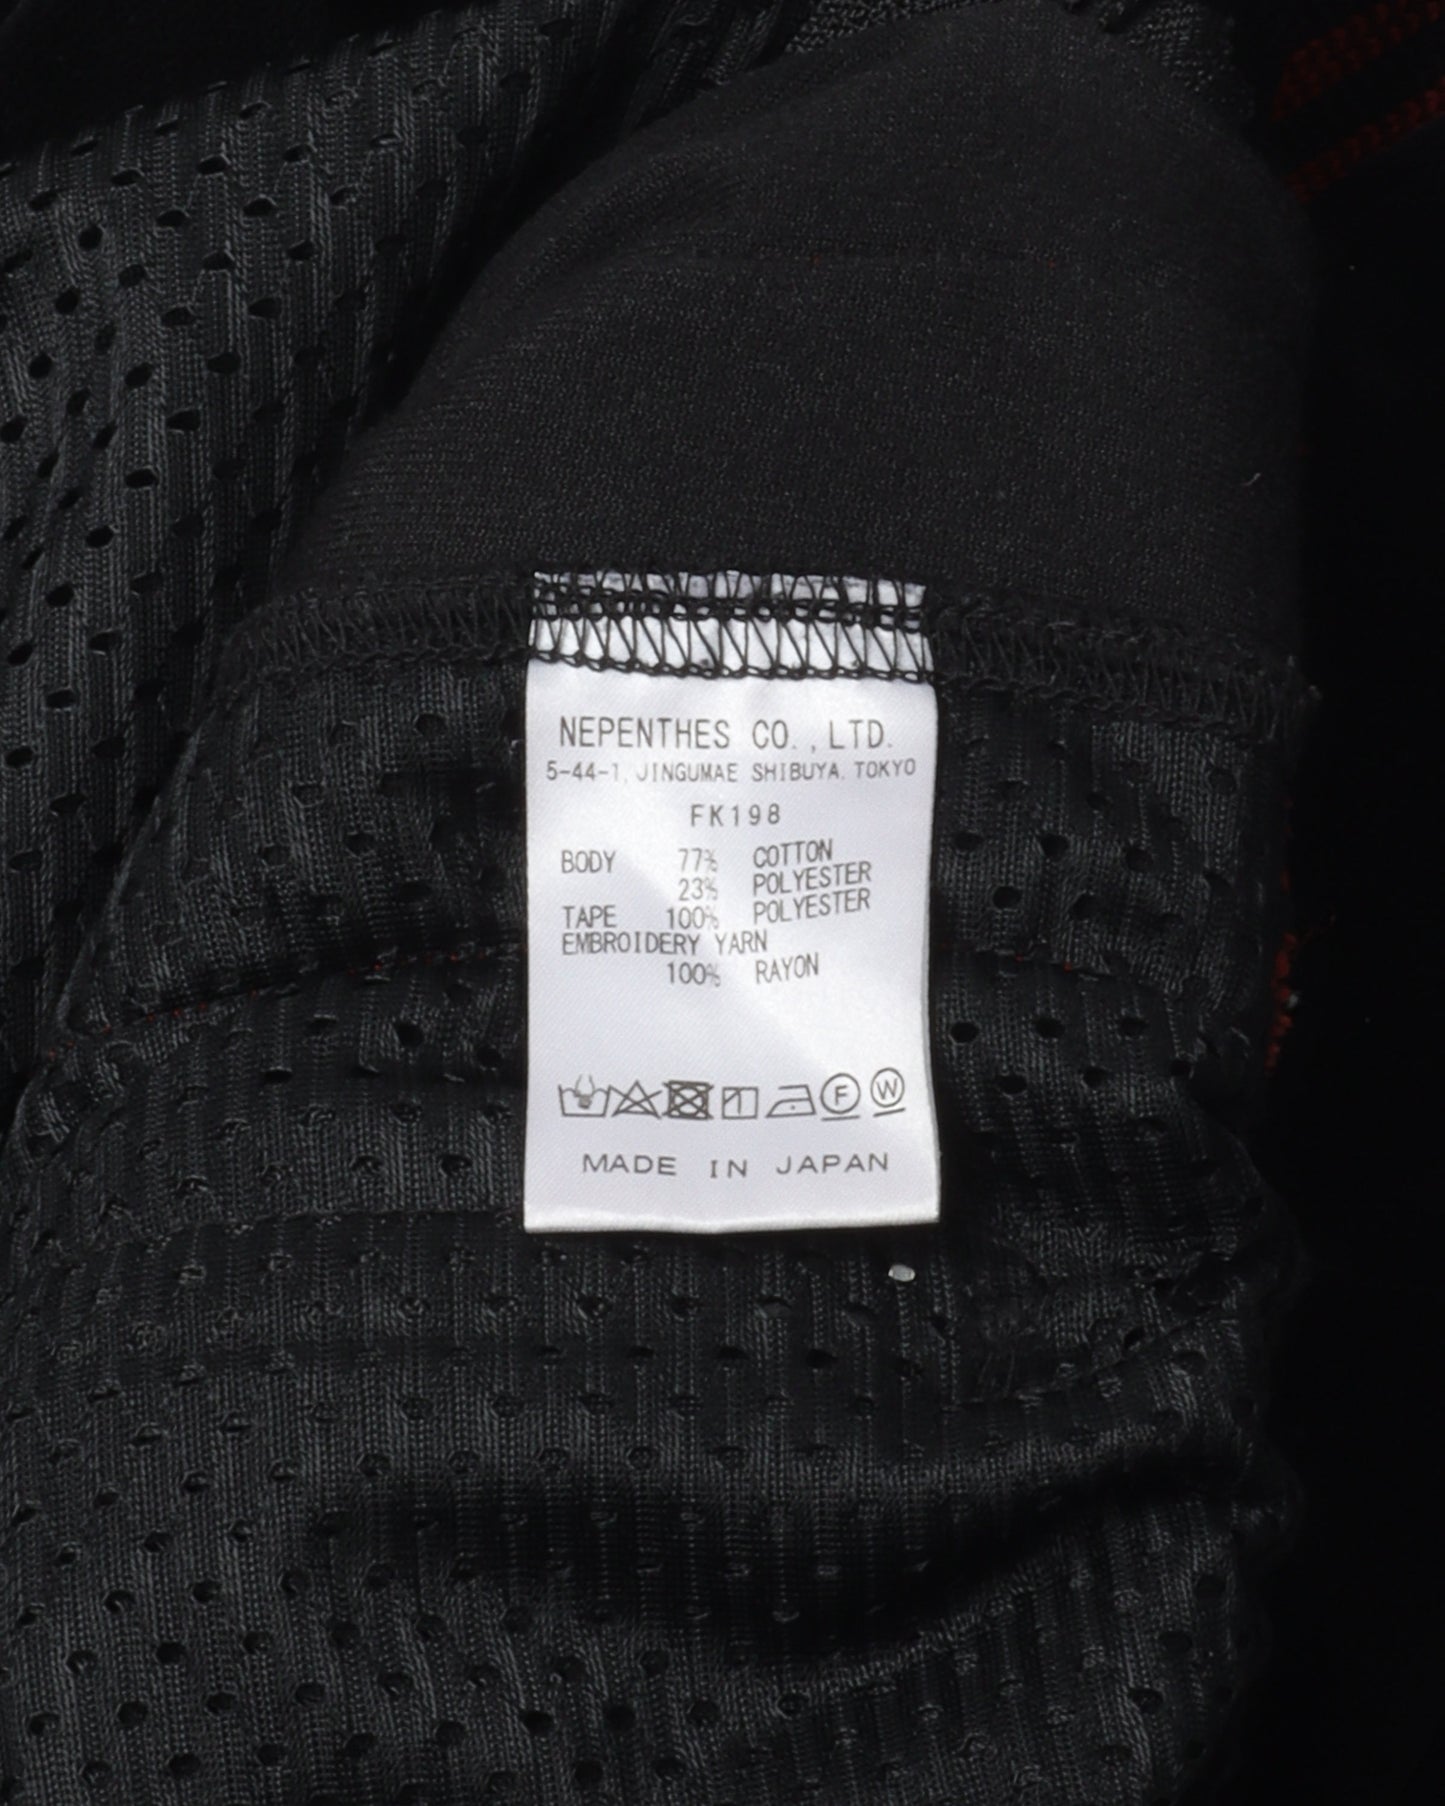 NEPENTHES CO.,LTD.
5-44-1, JINGUMAE SHIBUYA, TOKYO
FK198
BODY 77% COTTON
23% POLYESTER
TAPE 100% POLYESTER
EMBROIDERY YARN
100% RAYON
F W
MADE IN JAPAN